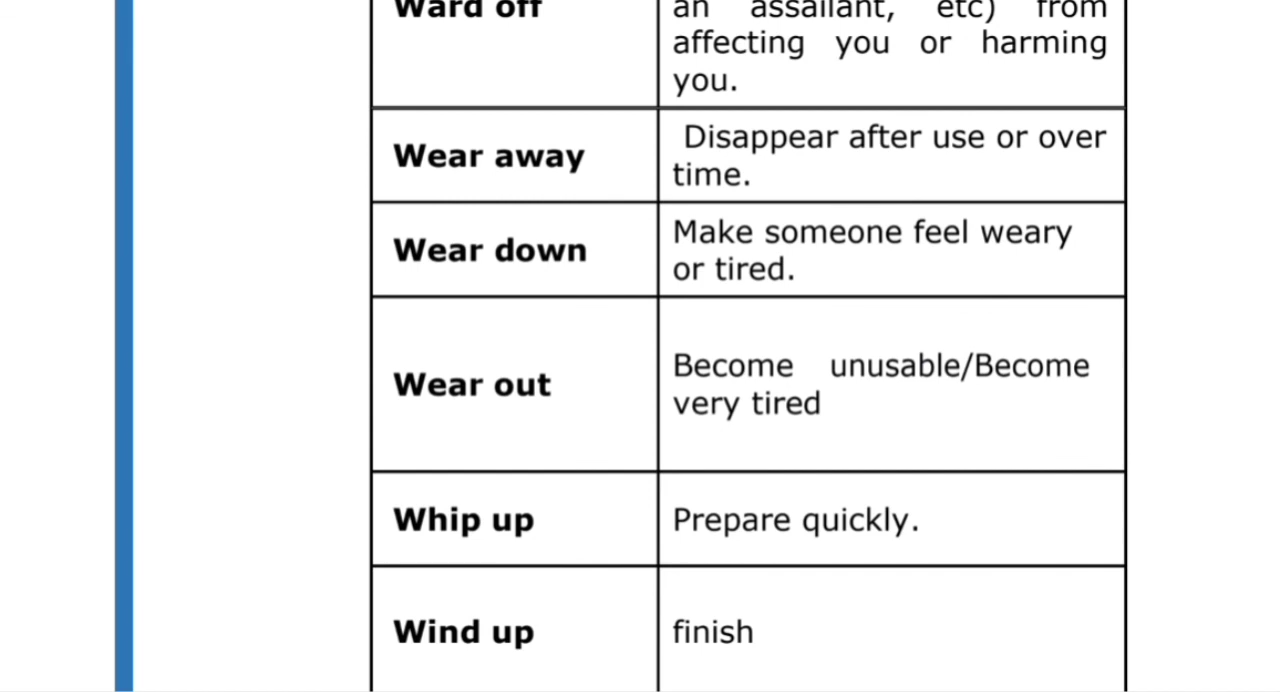 Ward off
an assailant, etc) from
affecting you or harming
you.
Wear away
Disappear after use or over
time.
Wear down
Make someone feel weary
or tired.
Wear out
Become unusable/Become
very tired
Whip up
Prepare quickly.
Wind up
finish